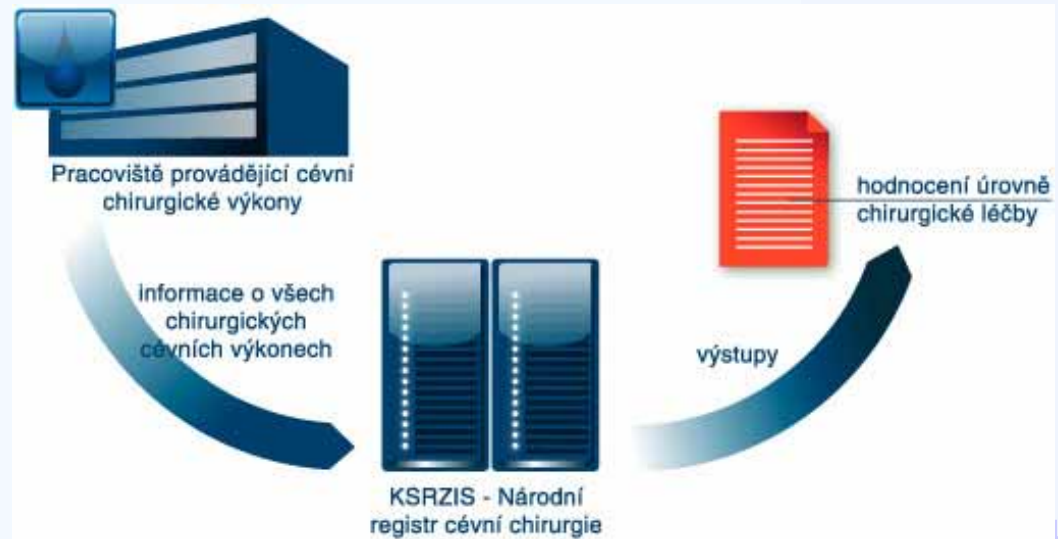 Pracoviště provádějící cévní
chirurgické výkony
informace o všech
chirurgických
cévních výkonech
KSRZIS - Národní
registr cévní chirurgie
výstupy
hodnocení úrovně
chirurgické léčby